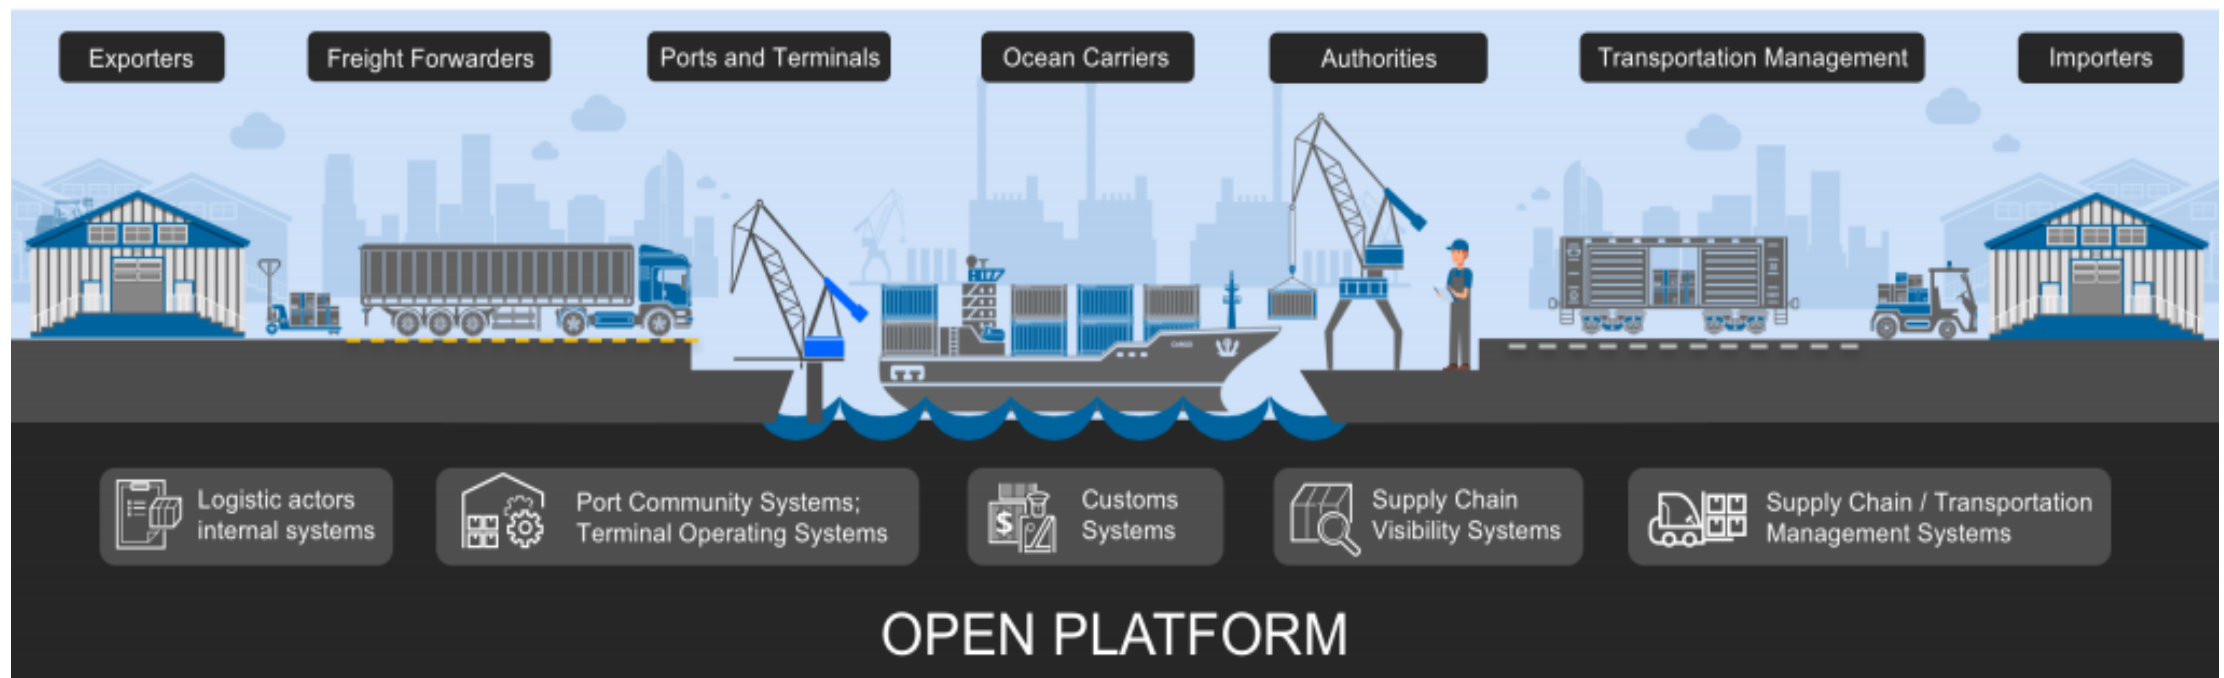 Exporters
Freight Forwarders
Ports and Terminals
Ocean Carriers
Authorities
Transportation Management
Importers
Logistic actors
internal systems
Port Community Systems;
Terminal Operating Systems
Customs
Systems
Supply Chain
Visibility Systems
Supply Chain / Transportation
Management Systems
OPEN PLATFORM